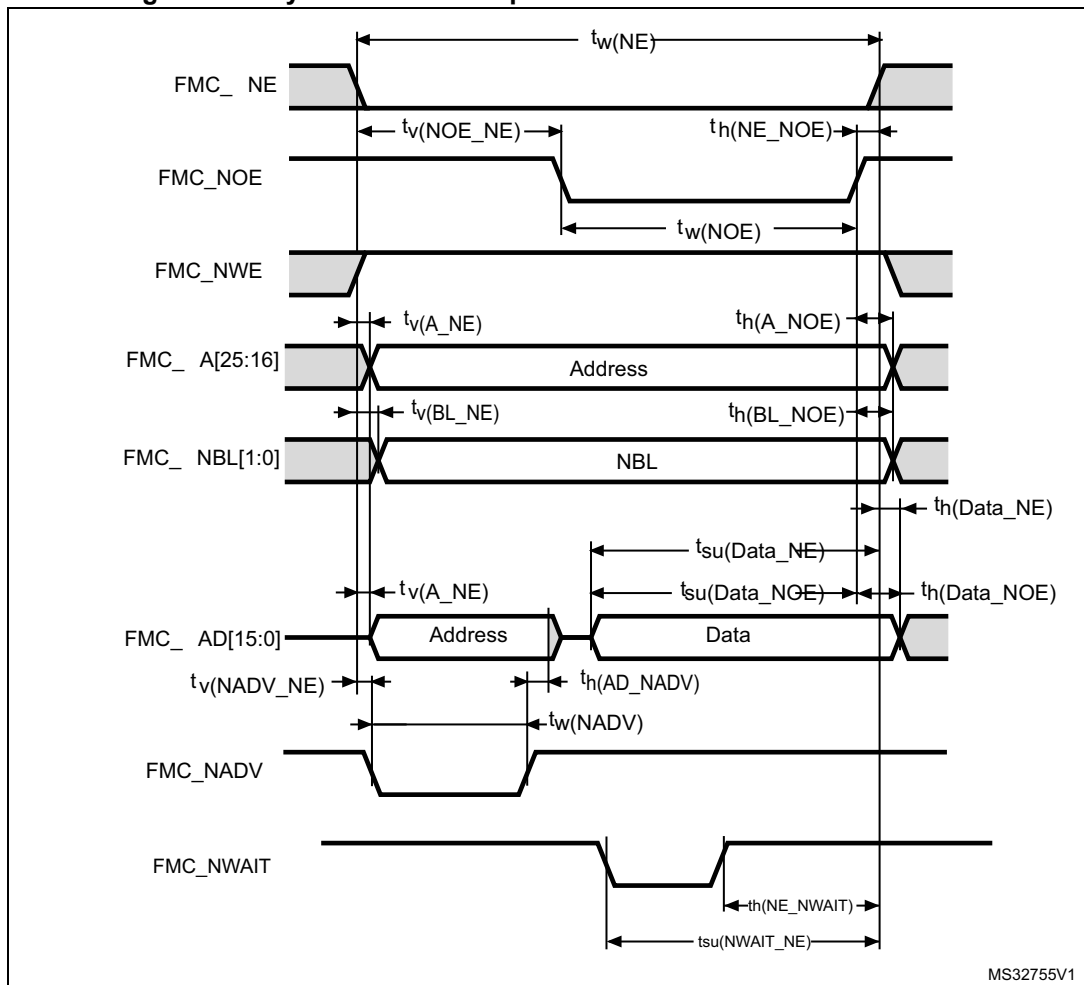 tw(NE)
FMC_ NE
tv(NOE_NE)
th(NE_NOE)
FMC_NOE
tw(NOE)
FMC_NWE
tv(A_NE)
th(A_NOE)
FMC_ A[25:16]
Address
tv(BL_NE)
th(BL_NOE)
FMC_ NBL[1:0]
NBL
th(Data_NE)
tsu(Data_NE)
tv(A_NE)
tsu(Data_NOE)
th(Data_NOE)
FMC_ AD[15:0]
Address
Data
tv(NADV_NE)
th(AD_NADV)
tw(NADV)
FMC_NADV
FMC_NWAIT
th(NE_NWAIT)
tsu(NWAIT_NE)
MS32755V1